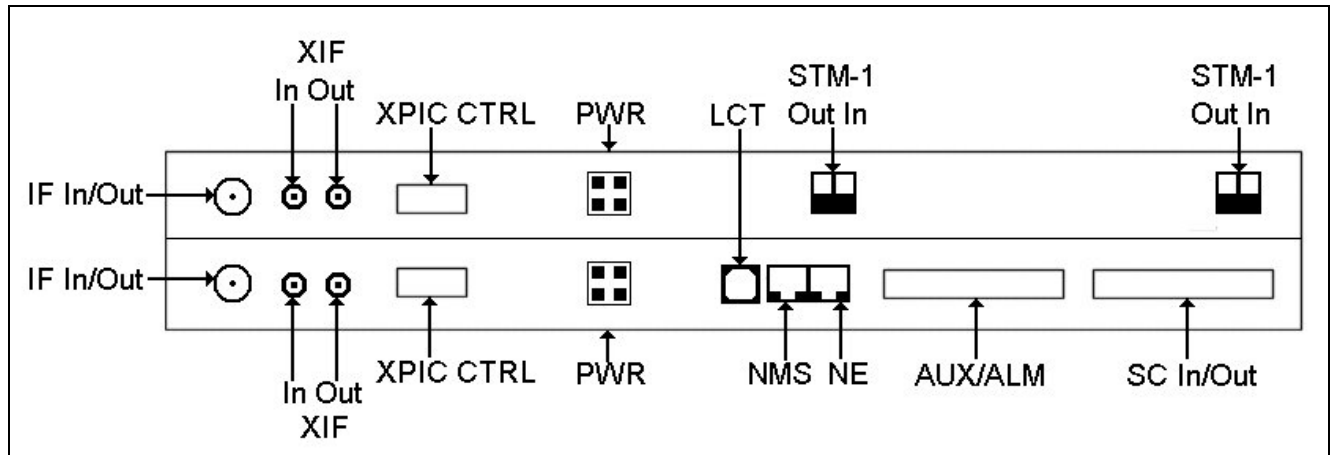 XIF
In Out
XPIC CTRL
PWR
LCT
STM-1
Out In
STM-1
Out In
IF In/Out
IF In/Out
In Out
XIF
XPIC CTRL
PWR
NMS
NE
AUX/ALM
SC In/Out